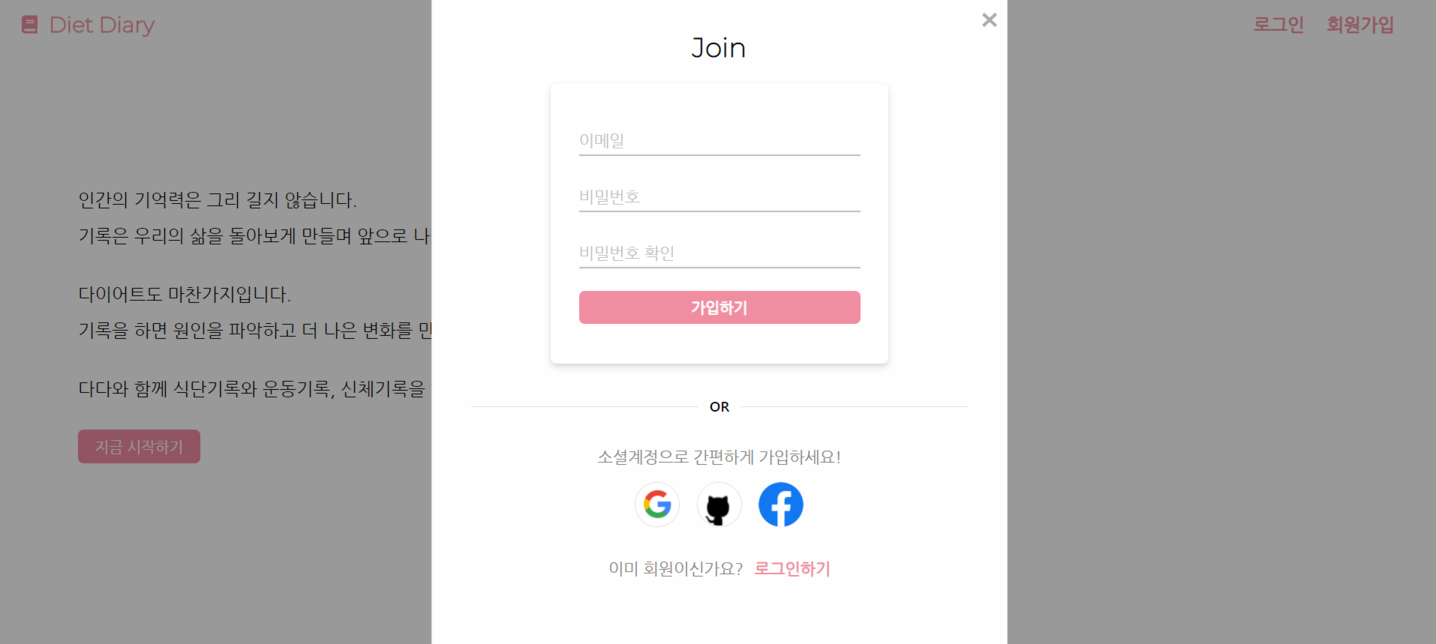 Diet Diary
로그인 회원가입
인간의 기억력은 그리 길지 않습니다.
기록은 우리의 삶을 돌아보게 만들며 앞으로 나
다이어트도 마찬가지입니다.
기록을 하면 원인을 파악하고 더 나은 변화를 만
다다와 함께 식단기록와 운동기록, 신체기록을
지금 시작하기
×
Join
이메일
비밀번호
비밀번호 확인
가입하기
OR
소셜계정으로 간편하게 가입하세요!
이미 회원이신가요? 로그인하기